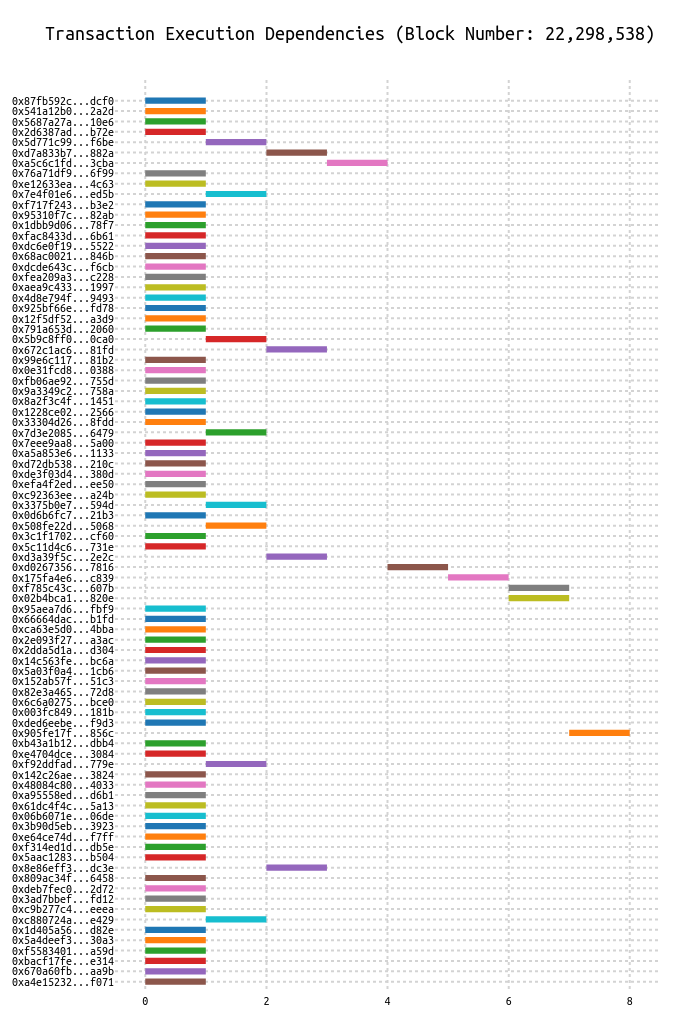 Transaction Execution Dependencies (Block Number: 22,298,538)
0x87fb592c...dcf0
0x541a12b0...2a2d
0x5687a27a...10e6
0x2d6387ad...b72e
0x5d771c99...f6be
0xd7a833b7...882a
0xa5c6c1fd...3cba
0x76a71df9...6f99
0xe12633ea...4c63
0x7e4f01e6...ed5b
0xf717f243...b3e2
0x95310f7c...82ab
0x1dbb9d06...78f7
0xfac8433d...6b61
0xdc6e0f19...5522
0x68ac0021...846b
0xdcde643c...f6cb
0xfea209a3...c228
0xaea9c433...1997
0x4d8e794f...9493
0x925bf66e...fd78
0x12f5df52...a3d9
0x791a653d...2060
0x5b9c8ff0...0ca0
0x672c1ac6...81fd
0x99e6c117...81b2
0x0e31fcd8...0388
0xfb06ae92...755d
0x9a3349c2...758a
0x8a2f3c4f...1451
0x1228ce02...2566
0x33304d26...8fdd
0x7d3e2085...6479
0x7eee9aa8...5a00
0xa5a853e6...1133
0xd72db538...210c
0xde3f03d4...380d
0xefa4f2ed...ee50
0xc92363ee...a24b
0x3375b0e7...594d
0x0d6b6fc7...21b3
0x508fe22d...5068
0x3c1f1702...cf60
0x5c11d4c6...731e
0xd3a39f5c...2e2c
0xd0267356...7816
0x175fa4e6...c839
0xf785c43c...607b
0x02b4bca1...820e
0x95aea7d6...fbf9
0x66664dac...b1fd
0xca63e5d0...4bba
0x2e093f27...a3ac
0x2dda5d1a...d304
0x14c563fe...bc6a
0x5a03f0a4...1cb6
0x152ab57f...51c3
0x82e3a465...72d8
0x6c6a0275...bce0
0x003fc849...181b
0xded6eebe...f9d3
0x905fe17f...856c
0xb43a1b12...dbb4
0xe4704dce...3084
0xf92ddfad...779e
0x142c26ae...3824
0x48084c80...4033
0xa95558ed...d6b1
0x61dc4f4c...5a13
0x06b6071e...06de
0x3b90d5eb...3923
0xe64ce74d...f7ff
0xf314ed1d...db5e
0x5aac1283...b504
0x8e86eff3...dc3e
0x809ac34f...6458
0xdeb7fec0...2d72
0x3ad7bbef...fd12
0xc9b277c4...eeea
0xc880724a...e429
0x1d405a56...d82e
0x5a4deef3...30a3
0xf5583401...a59d
0xbacf17fe...e314
0x670a60fb...aa9b
0xa4e15232...f071
0 2 4 6 8